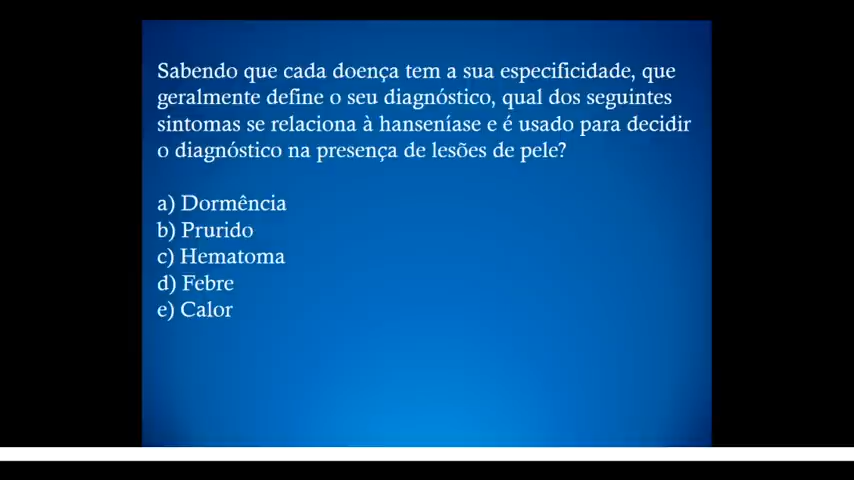 Sabendo que cada doença tem a sua especificidade, que
geralmente define o seu diagnóstico, qual dos seguintes
sintomas se relaciona à hanseníase e é usado para decidir
o diagnóstico na presença de lesões de pele?
a) Dormência
b) Prurido
c) Hematoma
d) Febre
e) Calor